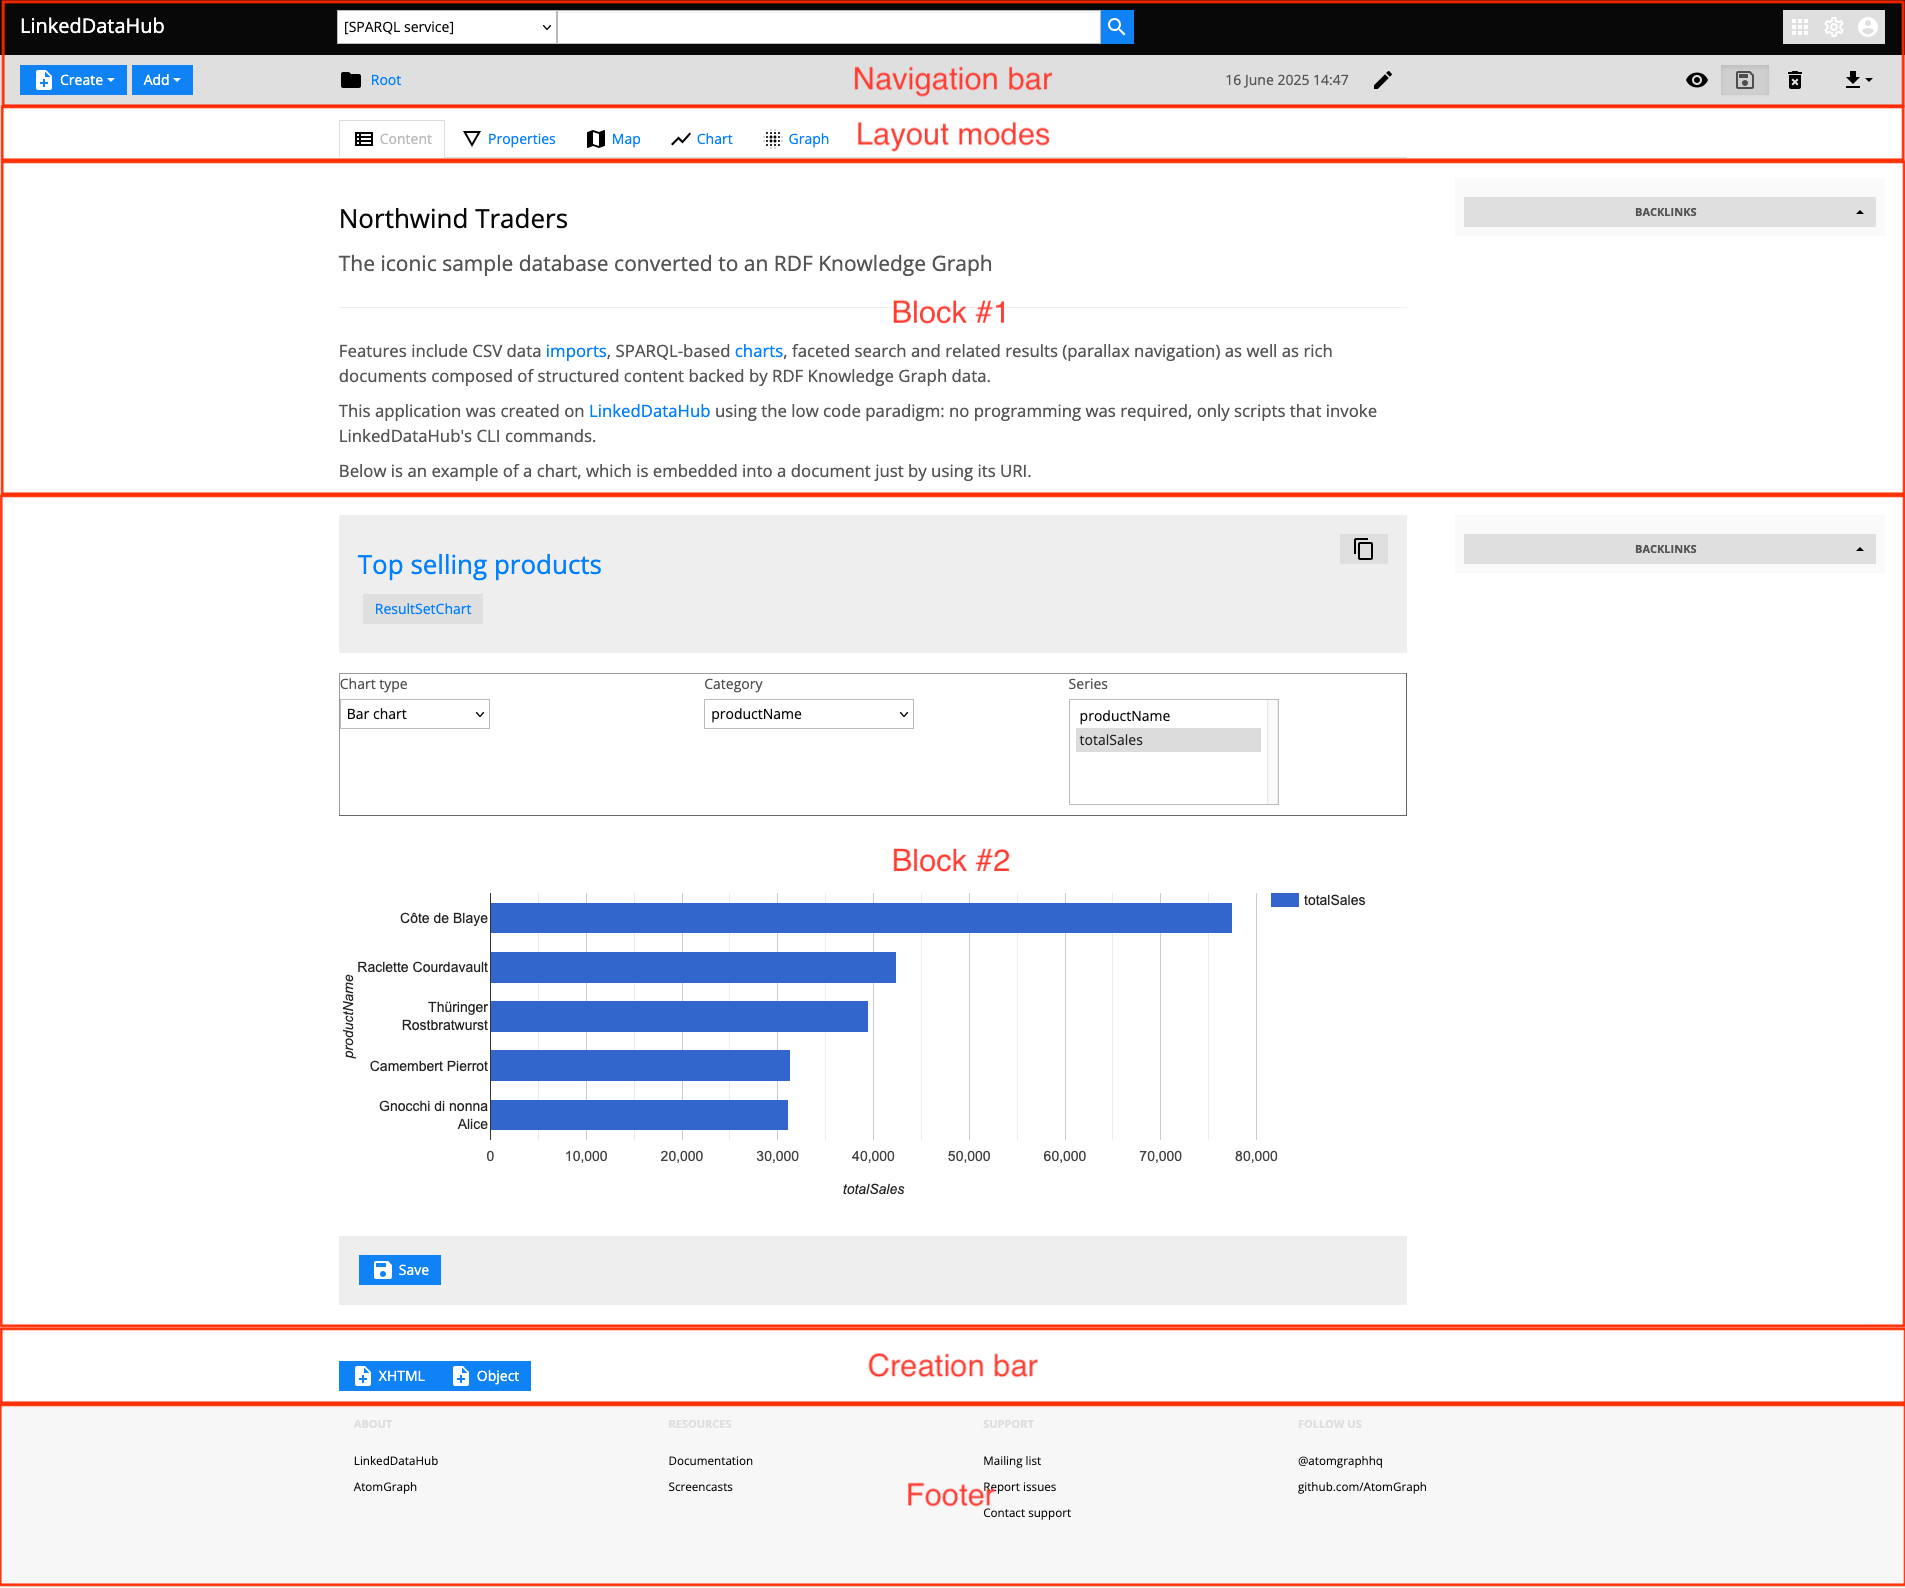 LinkedDataHub
[SPARQL service]
Create
Add
Root
Navigation bar
16 June 2025 14:47
Content
Properties
Map
Chart
Graph
Layout modes
Northwind Traders
BACKLINKS
The iconic sample database converted to an RDF Knowledge Graph
Block #1
Features include CSV data imports, SPARQL-based charts, faceted search and related results (parallax navigation) as well as rich
documents composed of structured content backed by RDF Knowledge Graph data.
This application was created on LinkedDataHub using the low code paradigm: no programming was required, only scripts that invoke
LinkedDataHub's CLI commands.
Below is an example of a chart, which is embedded into a document just by using its URI.
Top selling products
BACKLINKS
ResultSetChart
Chart type
Bar chart
Category
productName
Series
productName
totalSales
Block #2
totalSales
productName
Côte de Blaye
Raclette Courdavault
Thüringer
Rostbratwurst
Camembert Pierrot
Gnocchi di nonna
Alice
0 10,000 20,000 30,000 40,000 50,000 60,000 70,000 80,000
totalSales
Save
XHTML
Object
Creation bar
ABOUT
LinkedDataHub
AtomGraph
RESOURCES
Documentation
Screencasts
SUPPORT
Mailing list
Report issues
Contact support
FOLLOW US
@atomgraphhq
github.com/AtomGraph
Footer